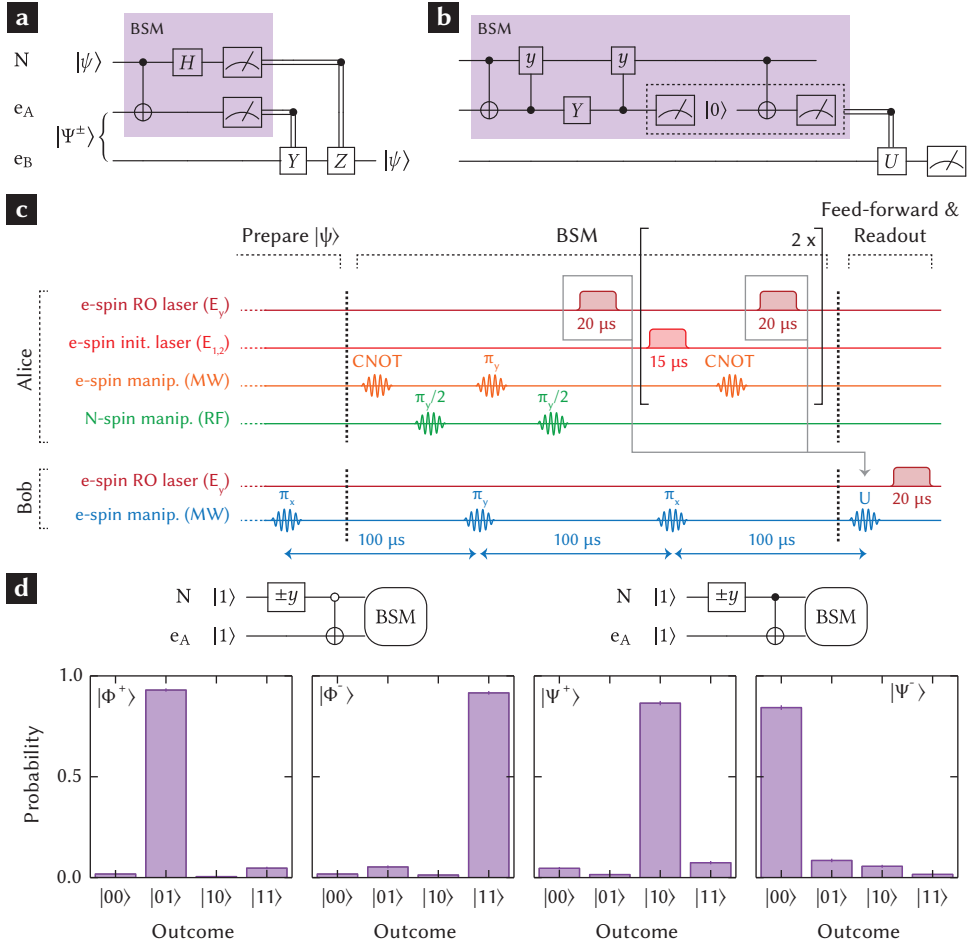 a
BSM
N
|ψ⟩
H
e_A
|Ψ^±⟩
e_B
Y
Z
|ψ⟩
b
BSM
y
y
Y
|0⟩
U
c
Prepare |ψ⟩
BSM
2 x
Feed-forward &
Readout
Alice
e-spin RO laser (E_y)
20 μs
20 μs
e-spin init. laser (E_1,2)
15 μs
e-spin manip. (MW)
CNOT
π_y
CNOT
N-spin manip. (RF)
π_y/2
π_y/2
Bob
e-spin RO laser (E_y)
20 μs
e-spin manip. (MW)
π_x
π_y
π_x
U
100 μs
100 μs
100 μs
d
N
|1⟩
±y
BSM
e_A
|1⟩
N
|1⟩
±y
BSM
e_A
|1⟩
Probability
1.0
0.5
0.0
|Φ^+⟩
|00⟩ |01⟩ |10⟩ |11⟩
Outcome
|Φ^-⟩
|00⟩ |01⟩ |10⟩ |11⟩
Outcome
|Ψ^+⟩
|00⟩ |01⟩ |10⟩ |11⟩
Outcome
|Ψ^-⟩
|00⟩ |01⟩ |10⟩ |11⟩
Outcome